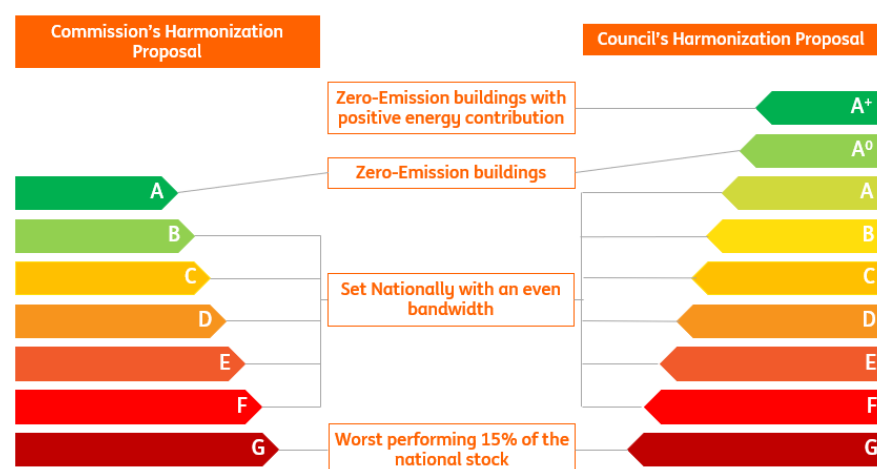 Commission's Harmonization
Proposal
Council's Harmonization Proposal
Zero-Emission buildings with
positive energy contribution
A⁺
A⁰
Zero-Emission buildings
A
A
B
B
C
C
Set Nationally with an even
bandwidth
D
D
E
E
F
F
G
Worst performing 15% of the
national stock
G